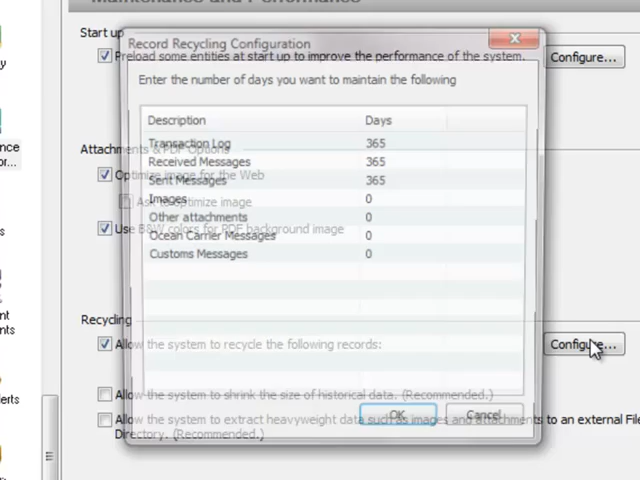 Maintenance and Performance
Start up
Record Recycling Configuration
Preload some entities at start up to improve the performance of the system.
Configure...
Enter the number of days you want to maintain the following
Description Days
Transaction Log 365
Attachments & PDF Options
Received Messages 365
Optimize image for the Web
Sent Messages 365
Images 0
Ask to optimize image
Other attachments 0
Use B&W colors for PDF background image
Ocean Carrier Messages 0
Customs Messages 0
Recycling
Allow the system to recycle the following records:
Configure...
Allow the system to shrink the size of historical data. (Recommended.)
OK Cancel
Allow the system to extract heavyweight data such as images and attachments to an external File
Directory. (Recommended.)